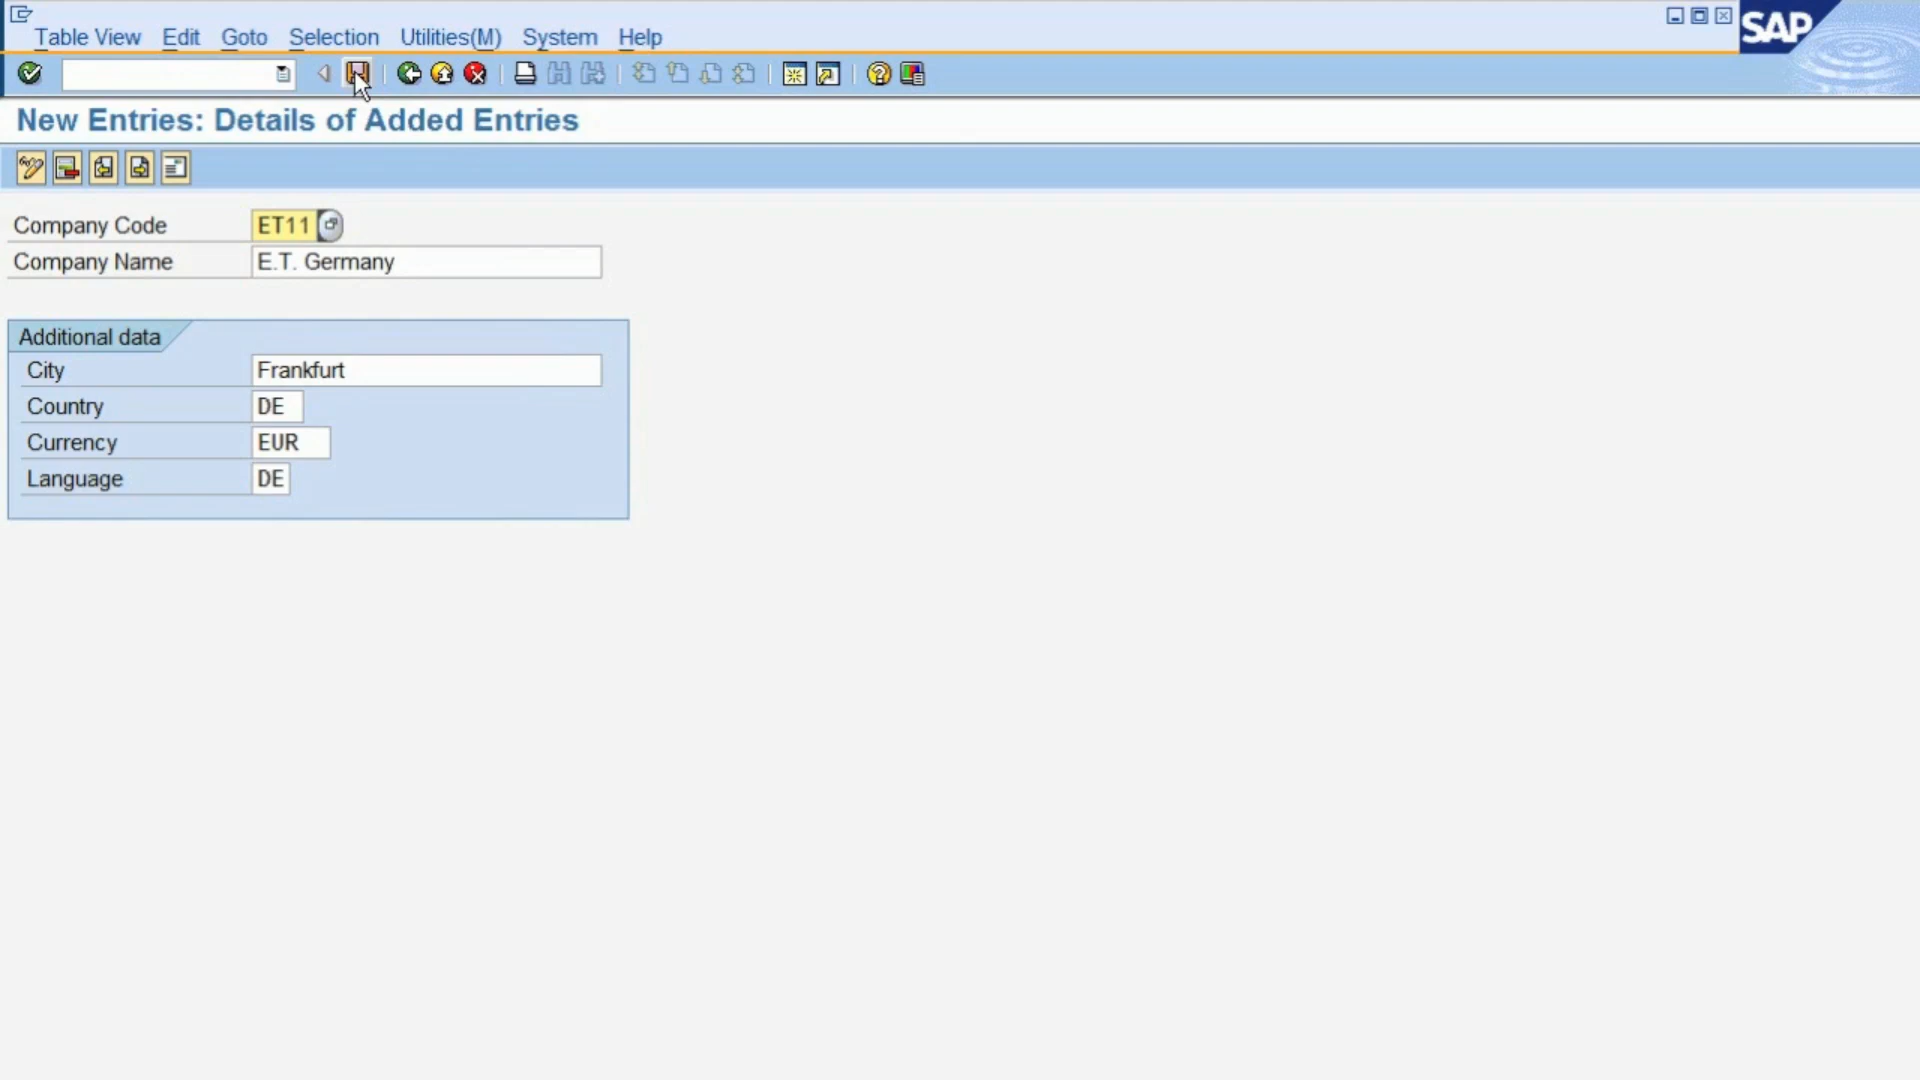 Table View Edit Goto Selection Utilities(M) System Help
SAP
New Entries: Details of Added Entries
Company Code ET11
Company Name E.T. Germany
Additional data
City Frankfurt
Country DE
Currency EUR
Language DE